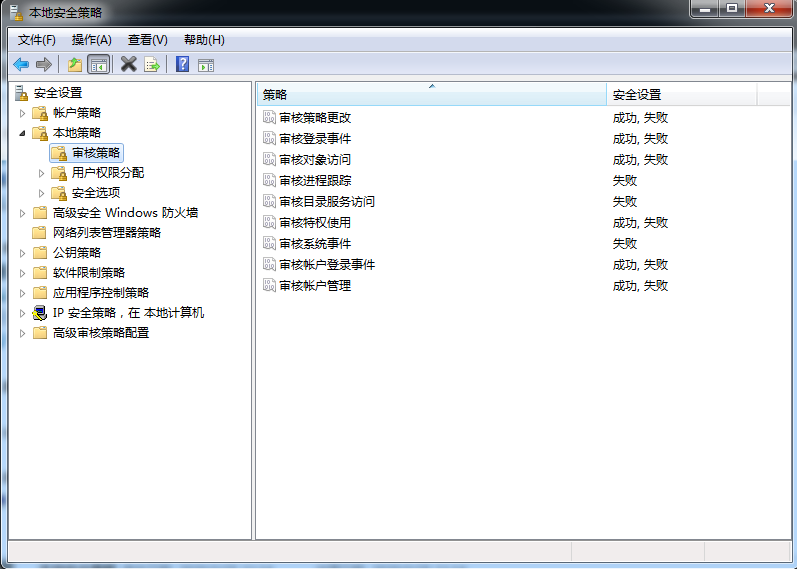 本地安全策略
文件(F) 操作(A) 查看(V) 帮助(H)
安全设置
帐户策略
本地策略
审核策略
用户权限分配
安全选项
高级安全 Windows 防火墙
网络列表管理器策略
公钥策略
软件限制策略
应用程序控制策略
IP 安全策略，在 本地计算机
高级审核策略配置
策略 安全设置
审核策略更改 成功, 失败
审核登录事件 成功, 失败
审核对象访问 成功, 失败
审核进程跟踪 失败
审核目录服务访问 失败
审核特权使用 成功, 失败
审核系统事件 失败
审核帐户登录事件 成功, 失败
审核帐户管理 成功, 失败